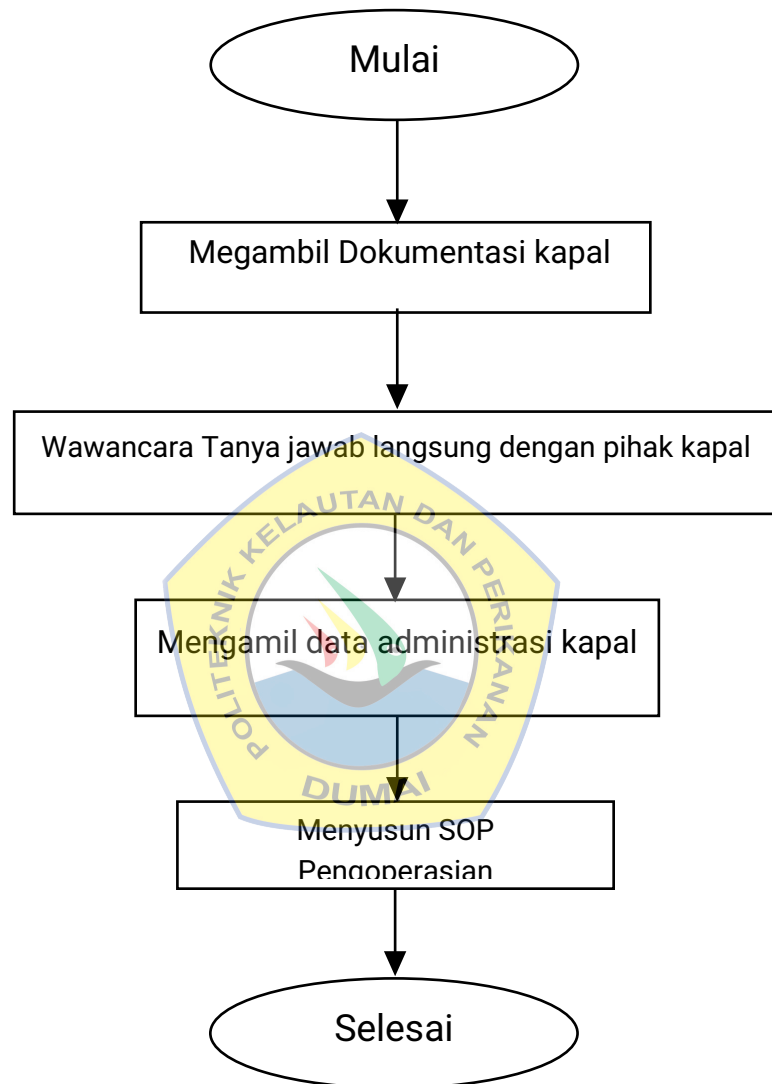 Mulai
Megambil Dokumentasi kapal
Wawancara Tanya jawab langsung dengan pihak kapal
POLITEKNIK KELAUTAN DAN PERIKANAN
Mengamil data administrasi kapal
DUMAI
Menyusun SOP
Pengoperasian
Selesai